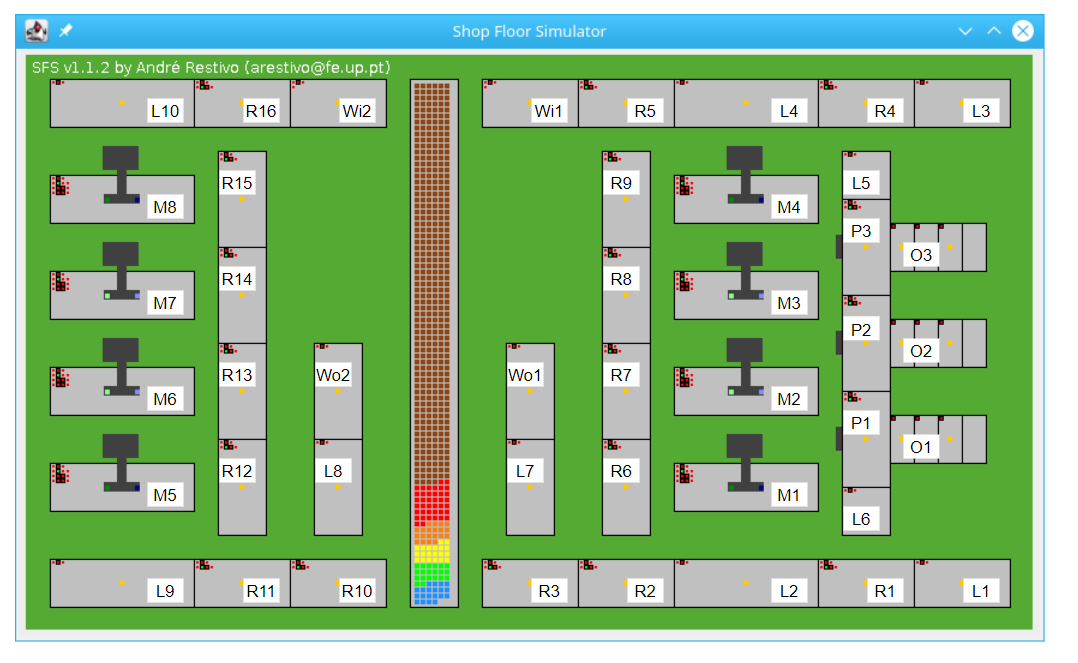 Shop Floor Simulator
SFS v1.1.2 by André Restivo (arestivo@fe.up.pt)
L10 R16 Wi2 Wi1 R5 L4 R4 L3
R15 R9 L5
M8 M4
P3
O3
R14 R8
M7 M3
P2
O2
R13 Wo2 Wo1 R7
M6 M2
P1
O1
R12 L8 L7 R6
M5 M1
L6
L9 R11 R10 R3 R2 L2 R1 L1